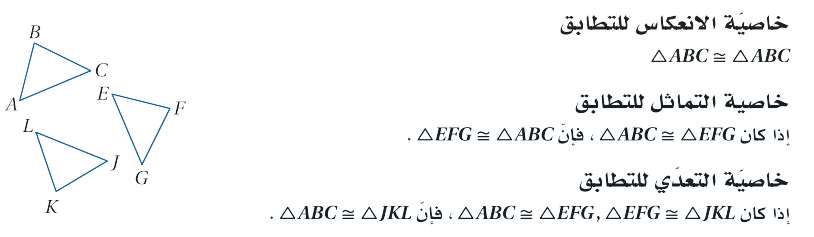 خاصيّة الانعكاس للتطابق
△ABC ≅ △ABC
خاصية التماثل للتطابق
إذا كان △ABC ≅ △EFG ، فإنّ △EFG ≅ △ABC .
خاصيّة التعدّي للتطابق
إذا كان △ABC ≅ △EFG, △EFG ≅ △JKL ، فإنّ △ABC ≅ △JKL .
B
C
A
E
F
G
L
J
K